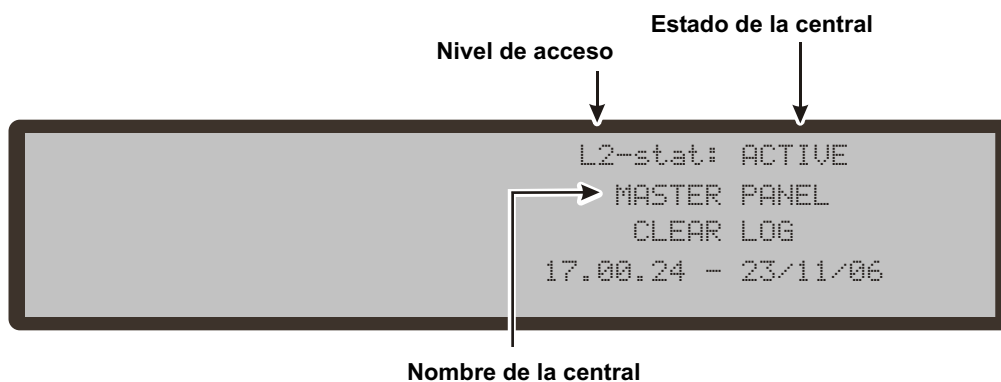 Estado de la central
Nivel de acceso
L2-stat: ACTIVE
MASTER PANEL
CLEAR LOG
17.00.24 - 23/11/06
Nombre de la central